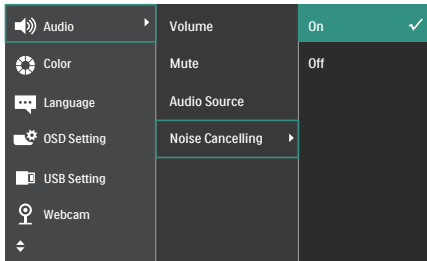 Audio
Color
Language
OSD Setting
USB Setting
Webcam
Volume
Mute
Audio Source
Noise Cancelling
On
Off